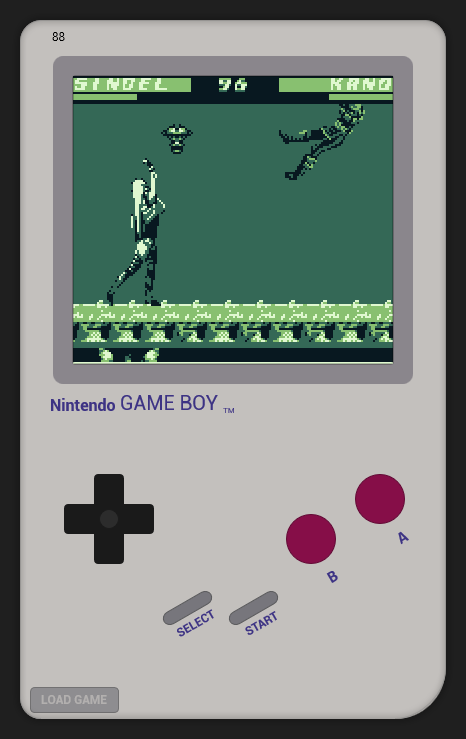 88
SINDEL 96 KANO
Nintendo GAME BOY TM
A
B
SELECT START
LOAD GAME